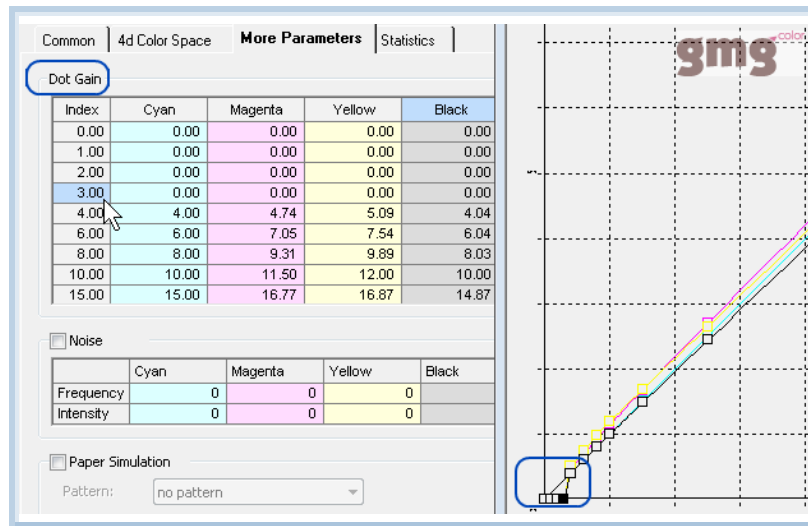 Common 4d Color Space More Parameters Statistics
gmg color
Dot Gain
Index Cyan Magenta Yellow Black
0.00 0.00 0.00 0.00 0.00
1.00 0.00 0.00 0.00 0.00
2.00 0.00 0.00 0.00 0.00
3.00 0.00 0.00 0.00 0.00
4.00 4.00 4.74 5.09 4.04
6.00 6.00 7.05 7.54 6.04
8.00 8.00 9.31 9.89 8.03
10.00 10.00 11.50 12.00 10.00
15.00 15.00 16.77 16.87 14.87
Noise
Cyan Magenta Yellow Black
Frequency 0 0 0
Intensity 0 0 0
Paper Simulation
Pattern: no pattern